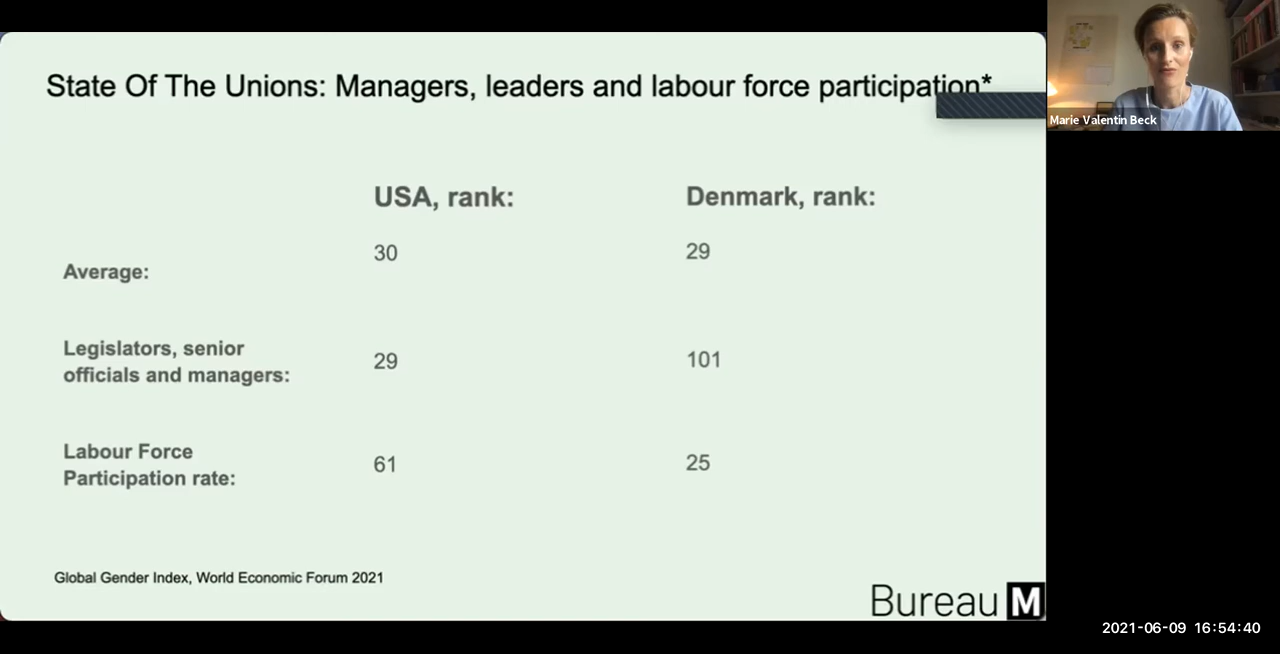 State Of The Unions: Managers, leaders and labour force participation*
USA, rank:
Denmark, rank:
Average:
30
29
Legislators, senior
officials and managers:
29
101
Labour Force
Participation rate:
61
25
Global Gender Index, World Economic Forum 2021
Bureau M
Marie Valentin Beck
2021-06-09 16:54:40